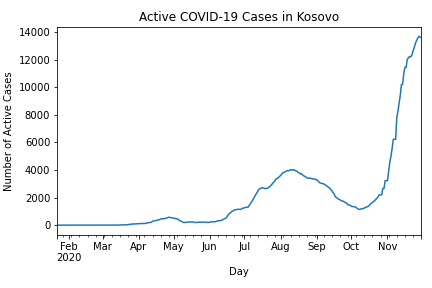 Active COVID-19 Cases in Kosovo
14000
12000
10000
8000
6000
4000
2000
0
Number of Active Cases
Feb Mar Apr May Jun Jul Aug Sep Oct Nov
2020
Day